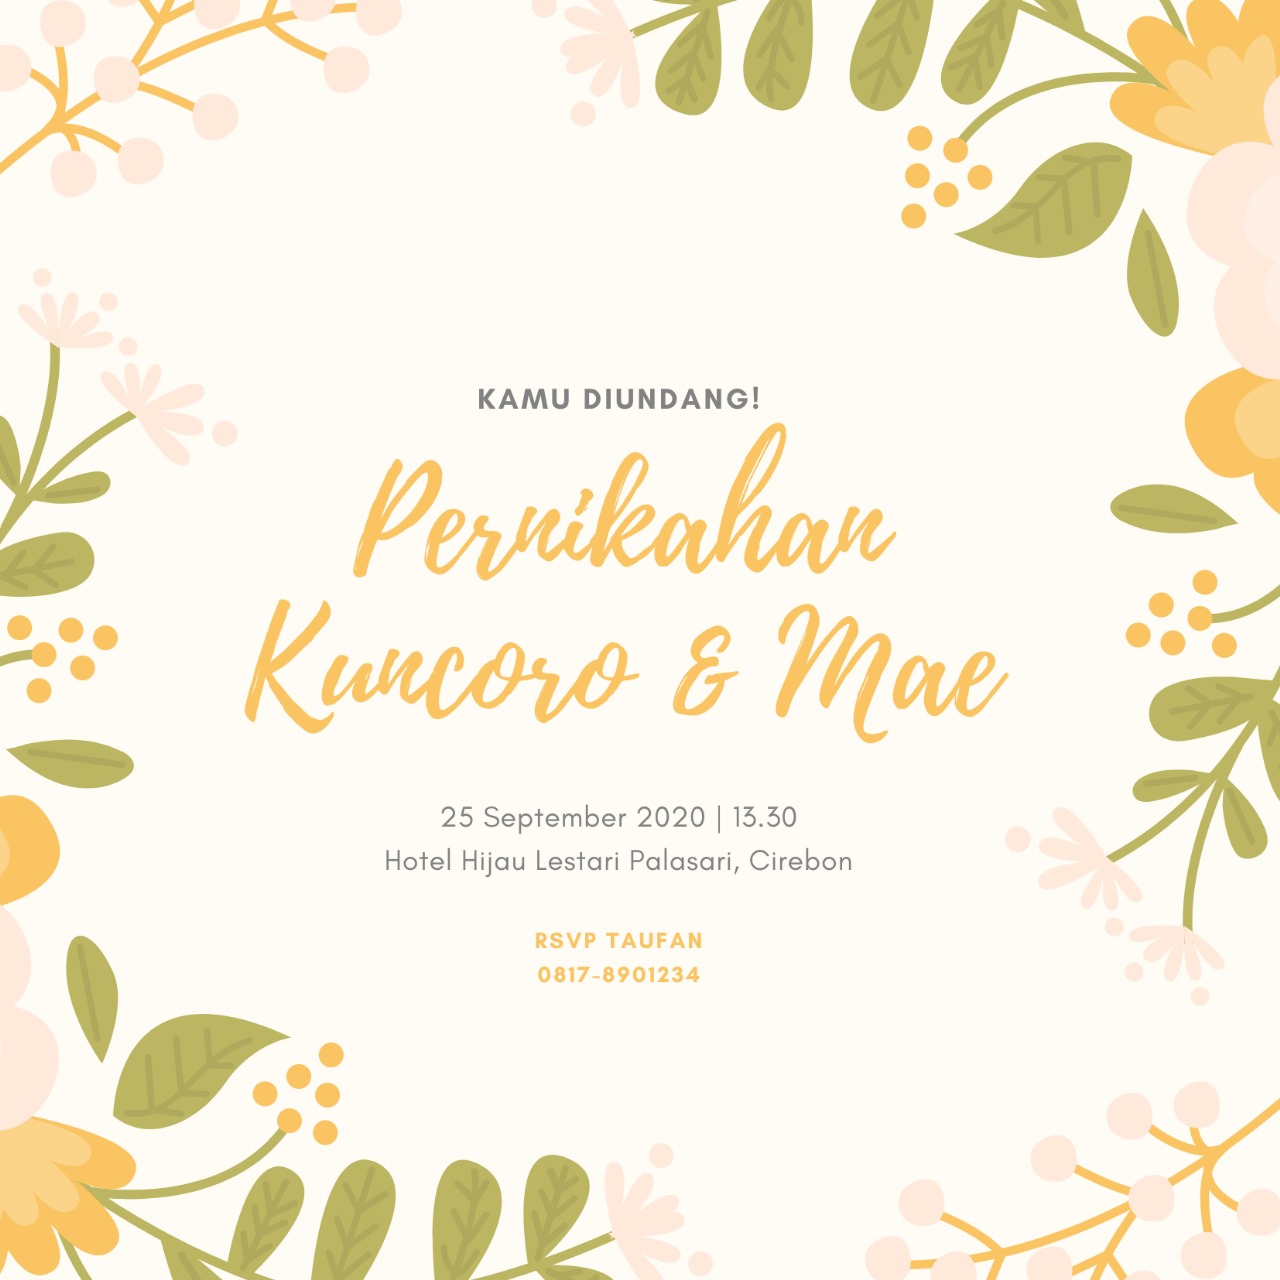 KAMU DIUNDANG!
Pernikahan
Kuncoro & Mae
25 September 2020 | 13.30
Hotel Hijau Lestari Palasari, Cirebon
RSVP TAUFAN
0817-8901234